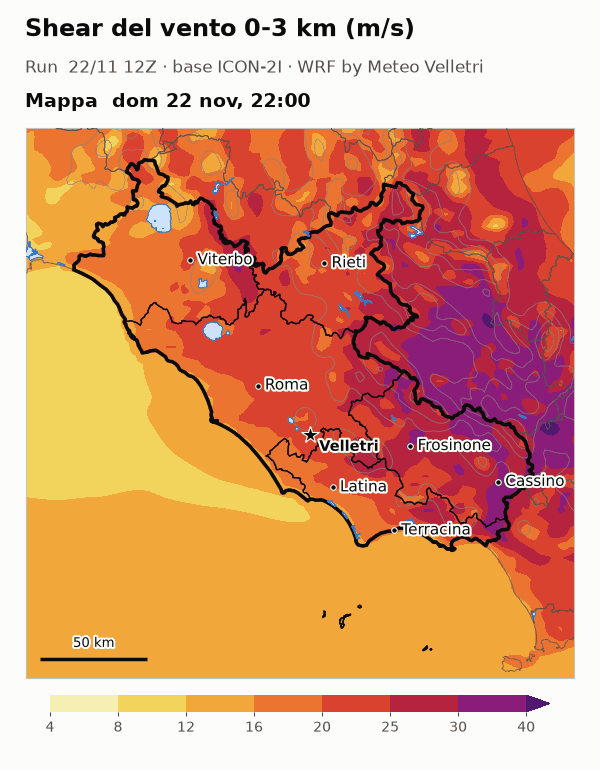 Shear del vento 0-3 km (m/s)
Run  22/11 12Z · base ICON-2I · WRF by Meteo Velletri
Mappa  dom 22 nov, 22:00
Viterbo
Rieti
Roma
Velletri
Frosinone
Cassino
Latina
Terracina
50 km
4 8 12 16 20 25 30 40